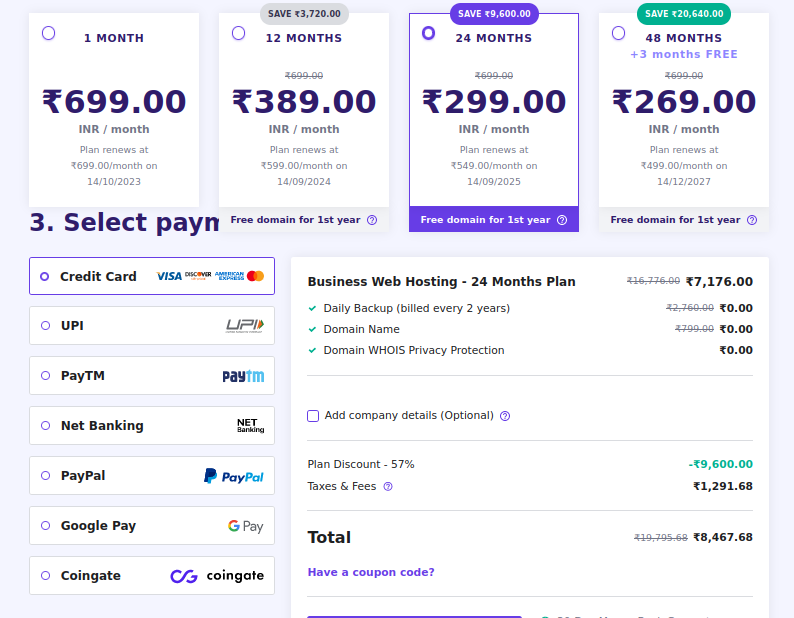 SAVE ₹3,720.00
SAVE ₹9,600.00
SAVE ₹20,640.00
1 MONTH
₹699.00
INR / month
Plan renews at
₹699.00/month on
14/10/2023
12 MONTHS
₹699.00
₹389.00
INR / month
Plan renews at
₹599.00/month on
14/09/2024
Free domain for 1st year
24 MONTHS
₹699.00
₹299.00
INR / month
Plan renews at
₹549.00/month on
14/09/2025
Free domain for 1st year
48 MONTHS
+3 months FREE
₹699.00
₹269.00
INR / month
Plan renews at
₹499.00/month on
14/12/2027
Free domain for 1st year
3. Select paym
Credit Card VISA DISCOVER AMERICAN EXPRESS
UPI UPI
PayTM paytm
Net Banking NET Banking
PayPal PayPal
Google Pay G Pay
Coingate coingate
Business Web Hosting - 24 Months Plan ₹16,776.00 ₹7,176.00
Daily Backup (billed every 2 years) ₹2,760.00 ₹0.00
Domain Name ₹799.00 ₹0.00
Domain WHOIS Privacy Protection ₹0.00
Add company details (Optional)
Plan Discount - 57% -₹9,600.00
Taxes & Fees ₹1,291.68
Total ₹19,795.68 ₹8,467.68
Have a coupon code?